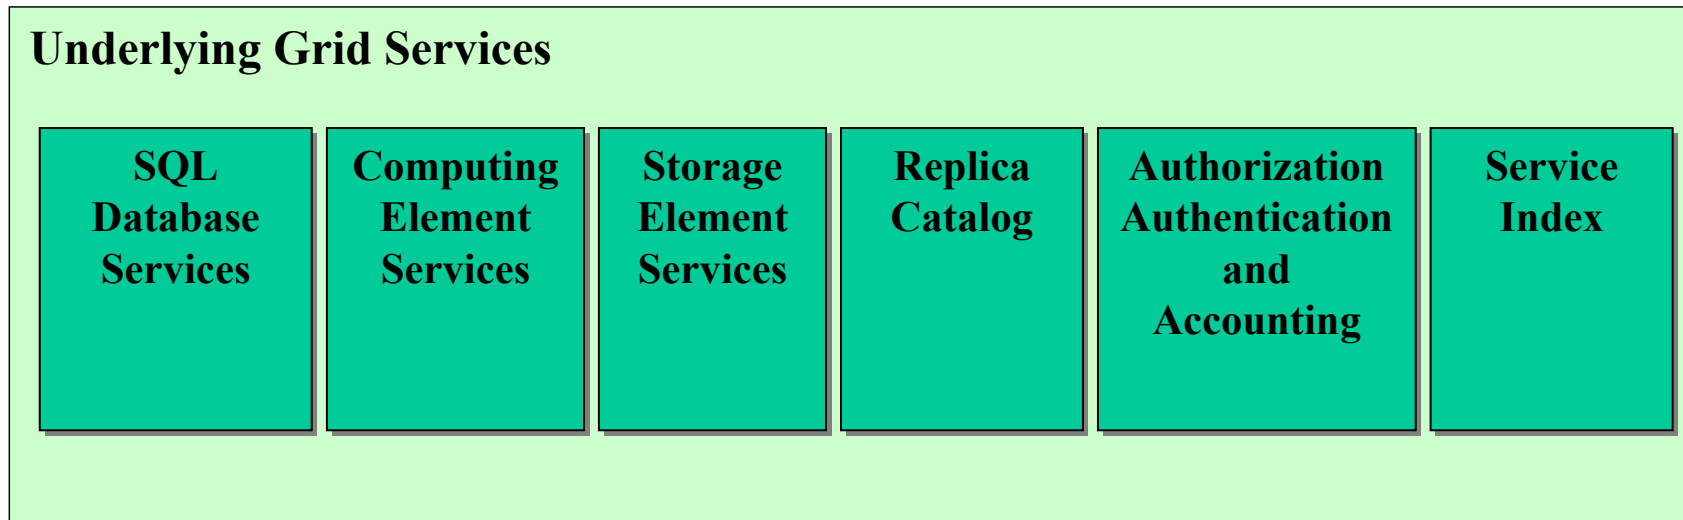 Underlying Grid Services
SQL
Database
Services
Computing
Element
Services
Storage
Element
Services
Replica
Catalog
Authorization
Authentication
and
Accounting
Service
Index